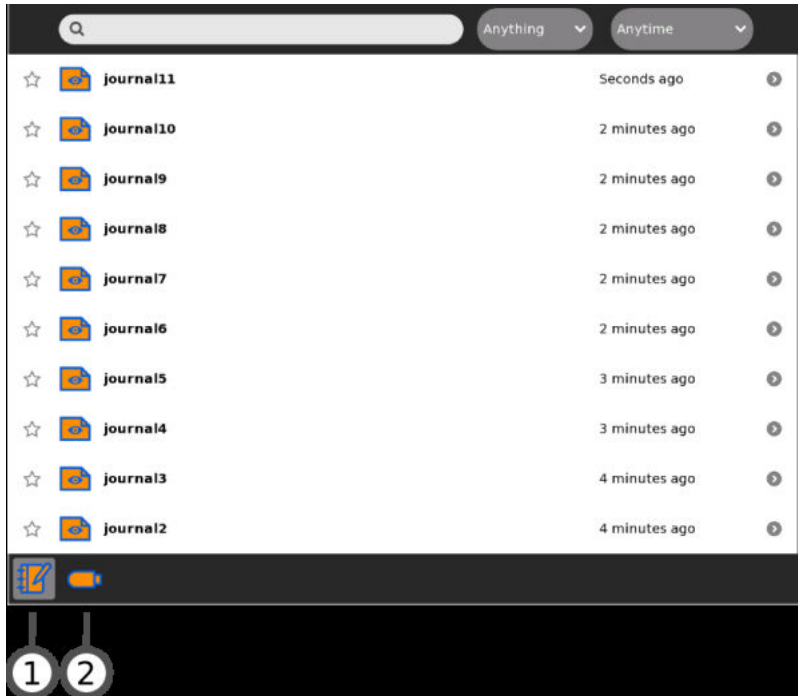 Anything Anytime
journal11 Seconds ago
journal10 2 minutes ago
journal9 2 minutes ago
journal8 2 minutes ago
journal7 2 minutes ago
journal6 2 minutes ago
journal5 3 minutes ago
journal4 3 minutes ago
journal3 4 minutes ago
journal2 4 minutes ago
1 2